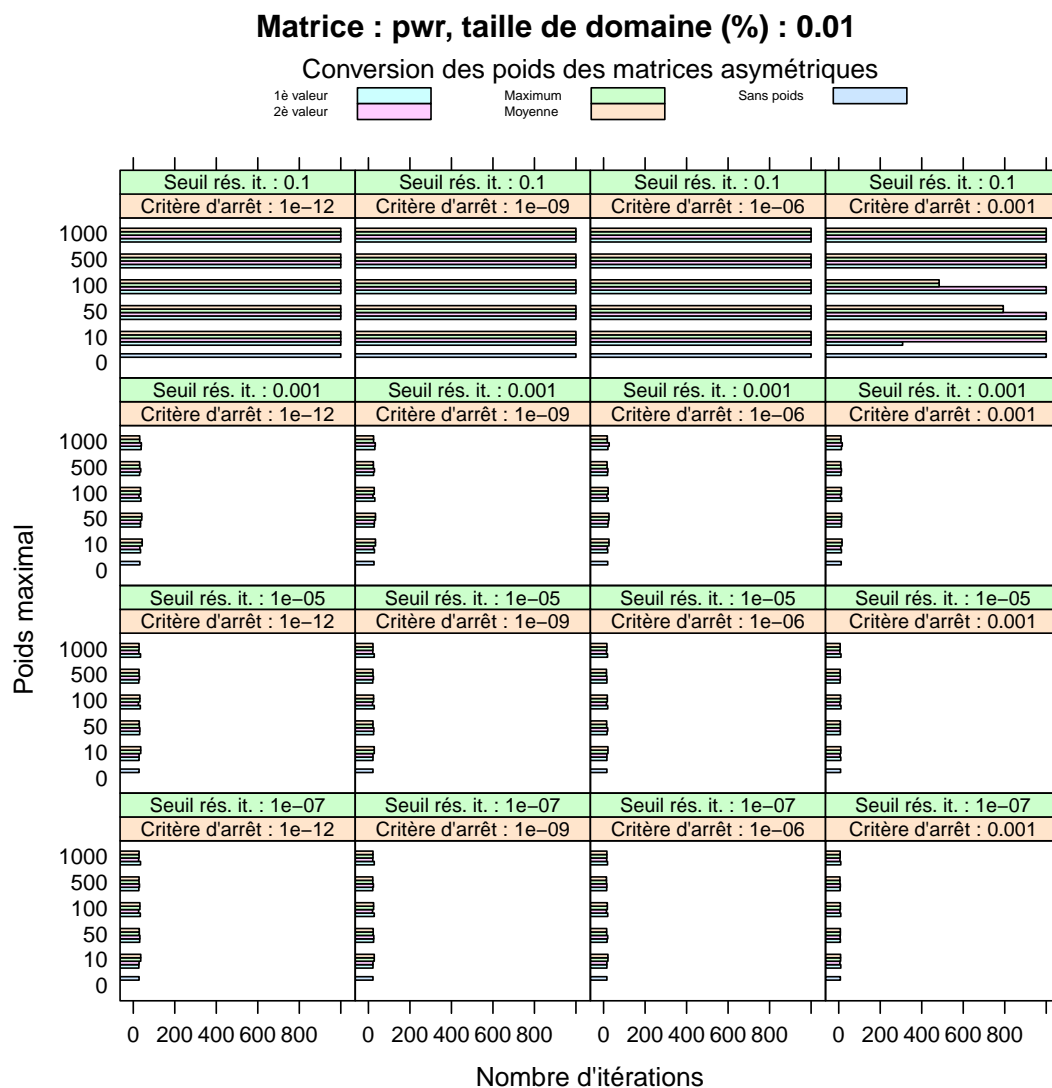 Matrice : pwr, taille de domaine (%) : 0.01
Conversion des poids des matrices asymétriques
1è valeur Maximum Sans poids
2è valeur Moyenne
Seuil rés. it. : 0.1 Seuil rés. it. : 0.1 Seuil rés. it. : 0.1 Seuil rés. it. : 0.1
Critère d'arrêt : 1e−12 Critère d'arrêt : 1e−09 Critère d'arrêt : 1e−06 Critère d'arrêt : 0.001
1000
500
100
50
10
0
Seuil rés. it. : 0.001 Seuil rés. it. : 0.001 Seuil rés. it. : 0.001 Seuil rés. it. : 0.001
Critère d'arrêt : 1e−12 Critère d'arrêt : 1e−09 Critère d'arrêt : 1e−06 Critère d'arrêt : 0.001
1000
500
100
50
10
0
Poids maximal
Seuil rés. it. : 1e−05 Seuil rés. it. : 1e−05 Seuil rés. it. : 1e−05 Seuil rés. it. : 1e−05
Critère d'arrêt : 1e−12 Critère d'arrêt : 1e−09 Critère d'arrêt : 1e−06 Critère d'arrêt : 0.001
1000
500
100
50
10
0
Seuil rés. it. : 1e−07 Seuil rés. it. : 1e−07 Seuil rés. it. : 1e−07 Seuil rés. it. : 1e−07
Critère d'arrêt : 1e−12 Critère d'arrêt : 1e−09 Critère d'arrêt : 1e−06 Critère d'arrêt : 0.001
1000
500
100
50
10
0
0 200 400 600 800 0 200 400 600 800 0 200 400 600 800 0 200 400 600 800
Nombre d'itérations